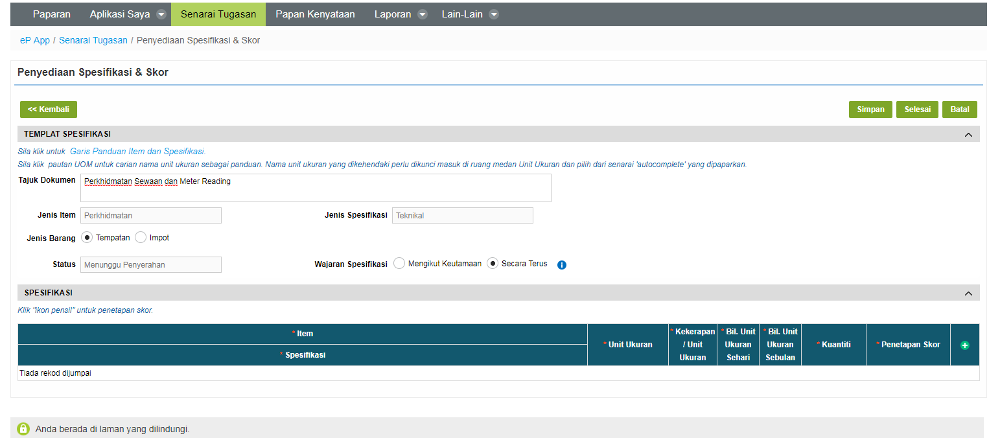 Paparan Aplikasi Saya Senarai Tugasan Papan Kenyataan Laporan Lain-Lain
eP App / Senarai Tugasan / Penyediaan Spesifikasi & Skor
Penyediaan Spesifikasi & Skor
<< Kembali Simpan Selesai Batal
TEMPLAT SPESIFIKASI
Sila klik untuk Garis Panduan Item dan Spesifikasi.
Sila klik pautan UOM untuk carian nama unit ukuran sebagai panduan. Nama unit ukuran yang dikehendaki perlu dikunci masuk di ruang medan Unit Ukuran dan pilih dari senarai 'autocomplete' yang dipaparkan.
Tajuk Dokumen Perkhidmatan Sewaan dan Meter Reading
Jenis Item Perkhidmatan Jenis Spesifikasi Teknikal
Jenis Barang Tempatan Impot
Status Menunggu Penyerahan Wajaran Spesifikasi Mengikut Keutamaan Secara Terus
SPESIFIKASI
Klik "ikon pensil" untuk penetapan skor.
* Item
* Spesifikasi
* Unit Ukuran
* Kekerapan
/ Unit
Ukuran
* Bil. Unit
Ukuran
Sehari
* Bil. Unit
Ukuran
Sebulan
* Kuantiti
* Penetapan Skor
Tiada rekod dijumpai
Anda berada di laman yang dilindungi.